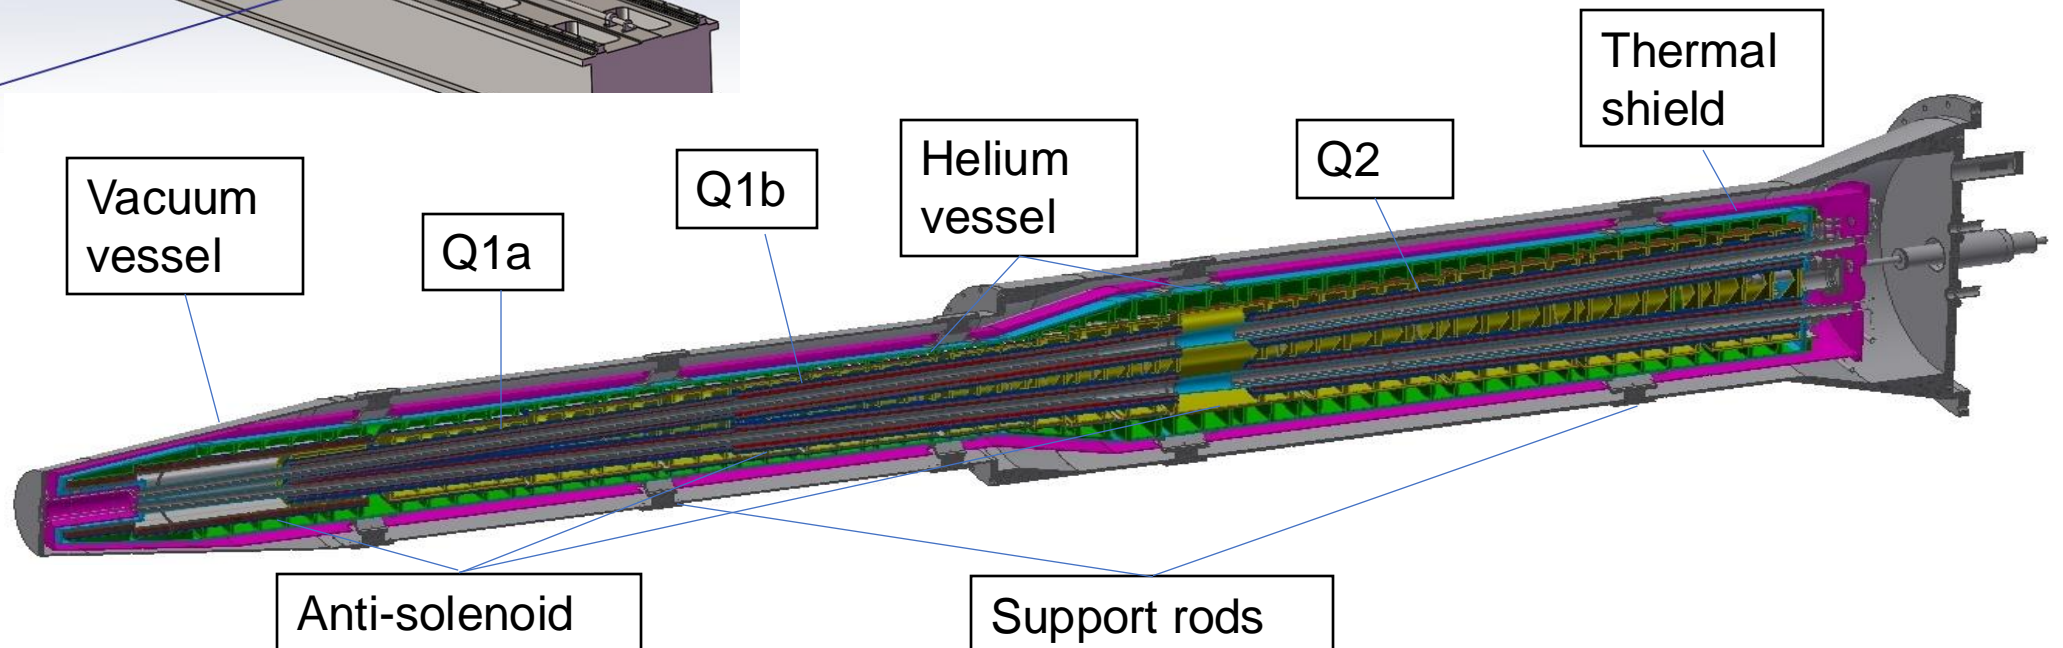 Thermal
shield
Helium
vessel
Q2
Q1b
Vacuum
vessel
Q1a
Anti-solenoid
Support rods